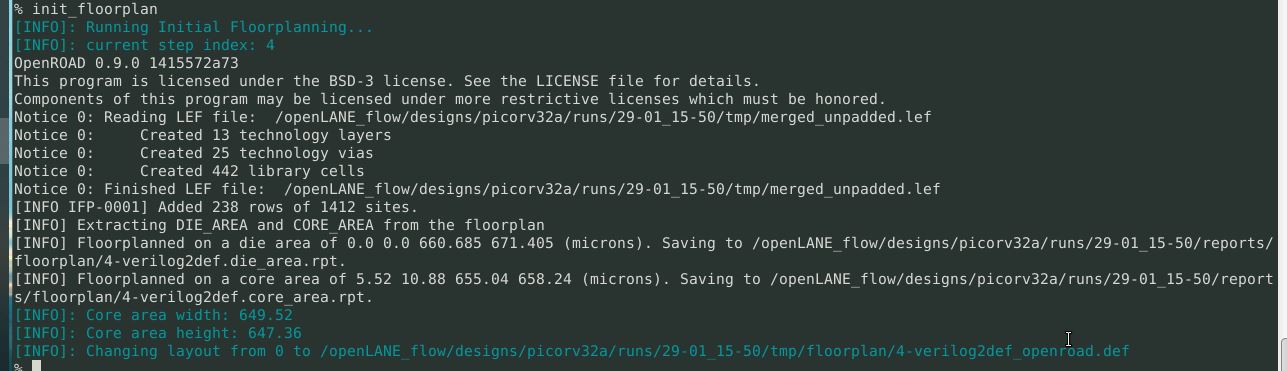 % init_floorplan
[INFO]: Running Initial Floorplanning...
[INFO]: current step index: 4
OpenROAD 0.9.0 1415572a73
This program is licensed under the BSD-3 license. See the LICENSE file for details.
Components of this program may be licensed under more restrictive licenses which must be honored.
Notice 0: Reading LEF file:  /openLANE_flow/designs/picorv32a/runs/29-01_15-50/tmp/merged_unpadded.lef
Notice 0:     Created 13 technology layers
Notice 0:     Created 25 technology vias
Notice 0:     Created 442 library cells
Notice 0: Finished LEF file:  /openLANE_flow/designs/picorv32a/runs/29-01_15-50/tmp/merged_unpadded.lef
[INFO IFP-0001] Added 238 rows of 1412 sites.
[INFO] Extracting DIE_AREA and CORE_AREA from the floorplan
[INFO] Floorplanned on a die area of 0.0 0.0 660.685 671.405 (microns). Saving to /openLANE_flow/designs/picorv32a/runs/29-01_15-50/reports/
floorplan/4-verilog2def.die_area.rpt.
[INFO] Floorplanned on a core area of 5.52 10.88 655.04 658.24 (microns). Saving to /openLANE_flow/designs/picorv32a/runs/29-01_15-50/report
s/floorplan/4-verilog2def.core_area.rpt.
[INFO]: Core area width: 649.52
[INFO]: Core area height: 647.36
[INFO]: Changing layout from 0 to /openLANE_flow/designs/picorv32a/runs/29-01_15-50/tmp/floorplan/4-verilog2def_openroad.def
%